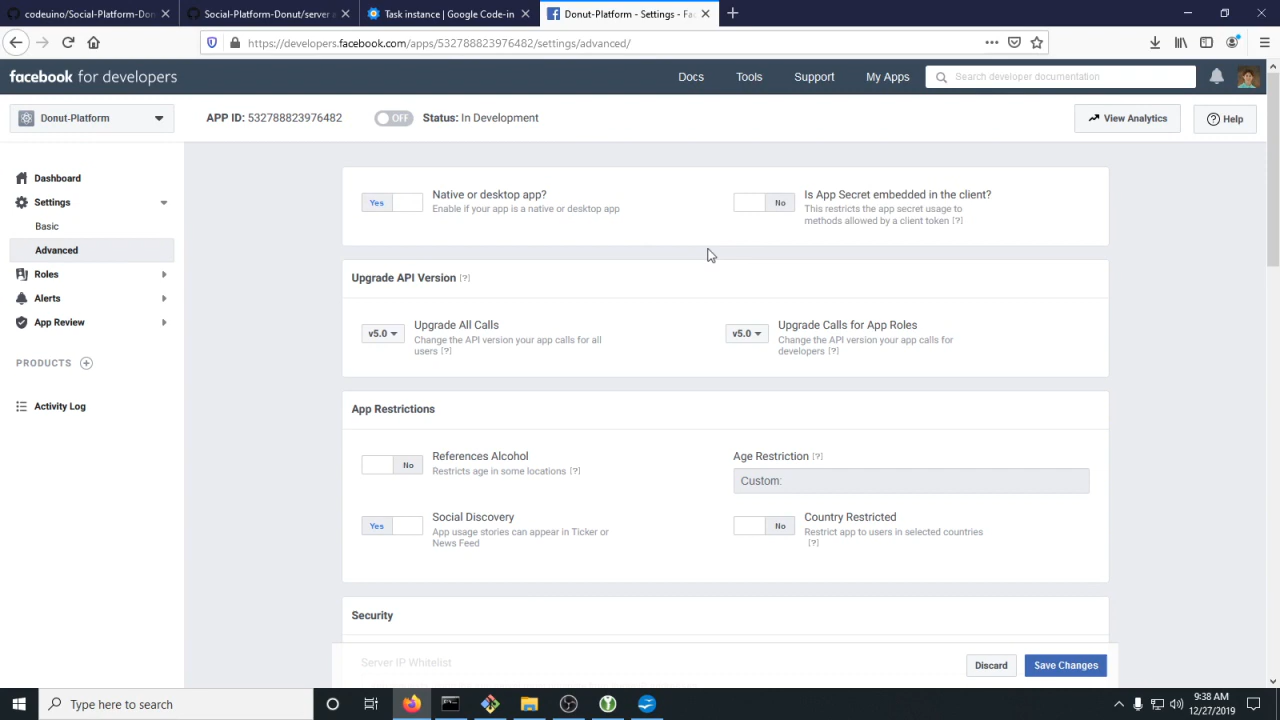 codeuino/Social-Platform-Donut
Social-Platform-Donut/server a
Task instance | Google Code-in
Donut-Platform - Settings - Fac
https://developers.facebook.com/apps/532788823976482/settings/advanced/
facebook for developers
Docs
Tools
Support
My Apps
Search developer documentation
Donut-Platform
APP ID: 532788823976482
OFF
Status: In Development
View Analytics
Help
Dashboard
Settings
Basic
Advanced
Roles
Alerts
App Review
PRODUCTS
Activity Log
Yes
Native or desktop app?
Enable if your app is a native or desktop app
No
Is App Secret embedded in the client?
This restricts the app secret usage to
methods allowed by a client token [?]
Upgrade API Version [?]
v5.0
Upgrade All Calls
Change the API version your app calls for all
users [?]
v5.0
Upgrade Calls for App Roles
Change the API version your app calls for
developers [?]
App Restrictions
No
References Alcohol
Restricts age in some locations [?]
Age Restriction [?]
Custom:
Yes
Social Discovery
App usage stories can appear in Ticker or
News Feed
No
Country Restricted
Restrict app to users in selected countries
[?]
Security
Server IP Whitelist
Discard
Save Changes
Type here to search
9:38 AM
12/27/2019